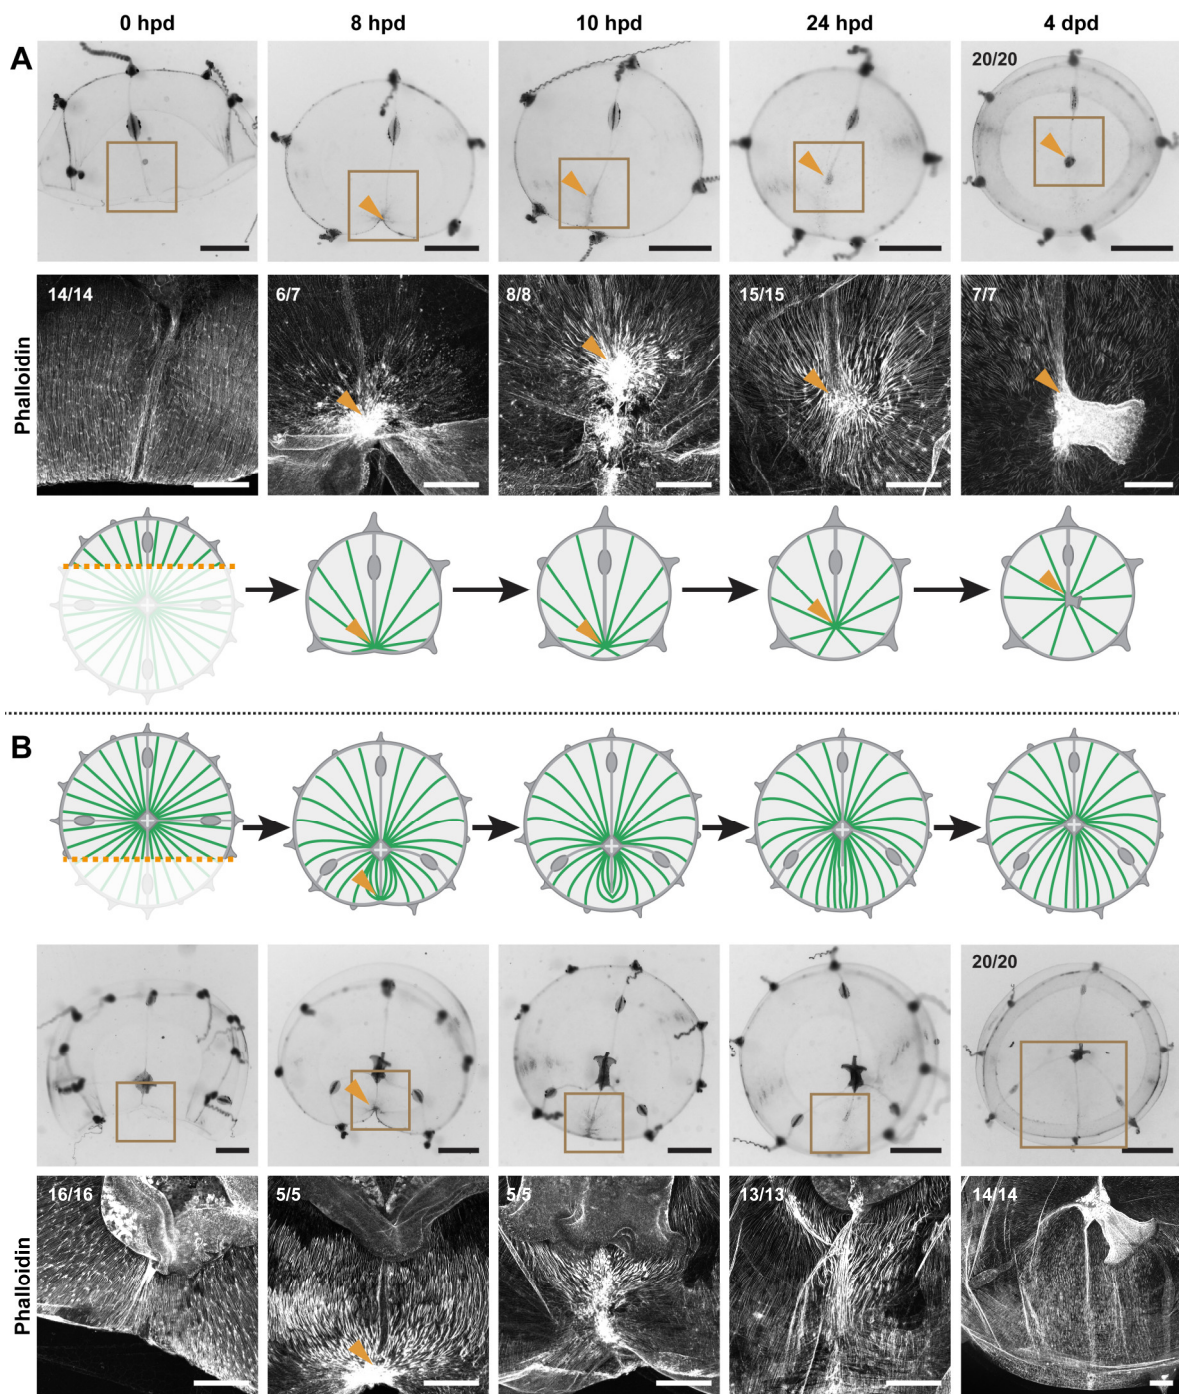 0 hpd 8 hpd 10 hpd 24 hpd 4 dpd
A
20/20
Phalloidin
14/14 6/7 8/8 15/15 7/7
B
20/20
Phalloidin
16/16 5/5 5/5 13/13 14/14